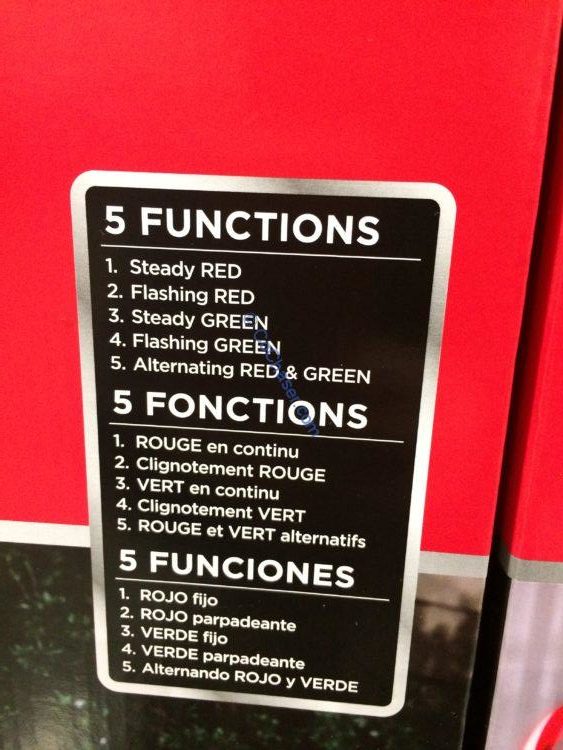 5 FUNCTIONS
1. Steady RED
2. Flashing RED
3. Steady GREEN
4. Flashing GREEN
5. Alternating RED & GREEN
5 FONCTIONS
1. ROUGE en continu
2. Clignotement ROUGE
3. VERT en continu
4. Clignotement VERT
5. ROUGE et VERT alternatifs
5 FUNCIONES
1. ROJO fijo
2. ROJO parpadeante
3. VERDE fijo
4. VERDE parpadeante
5. Alternando ROJO y VERDE